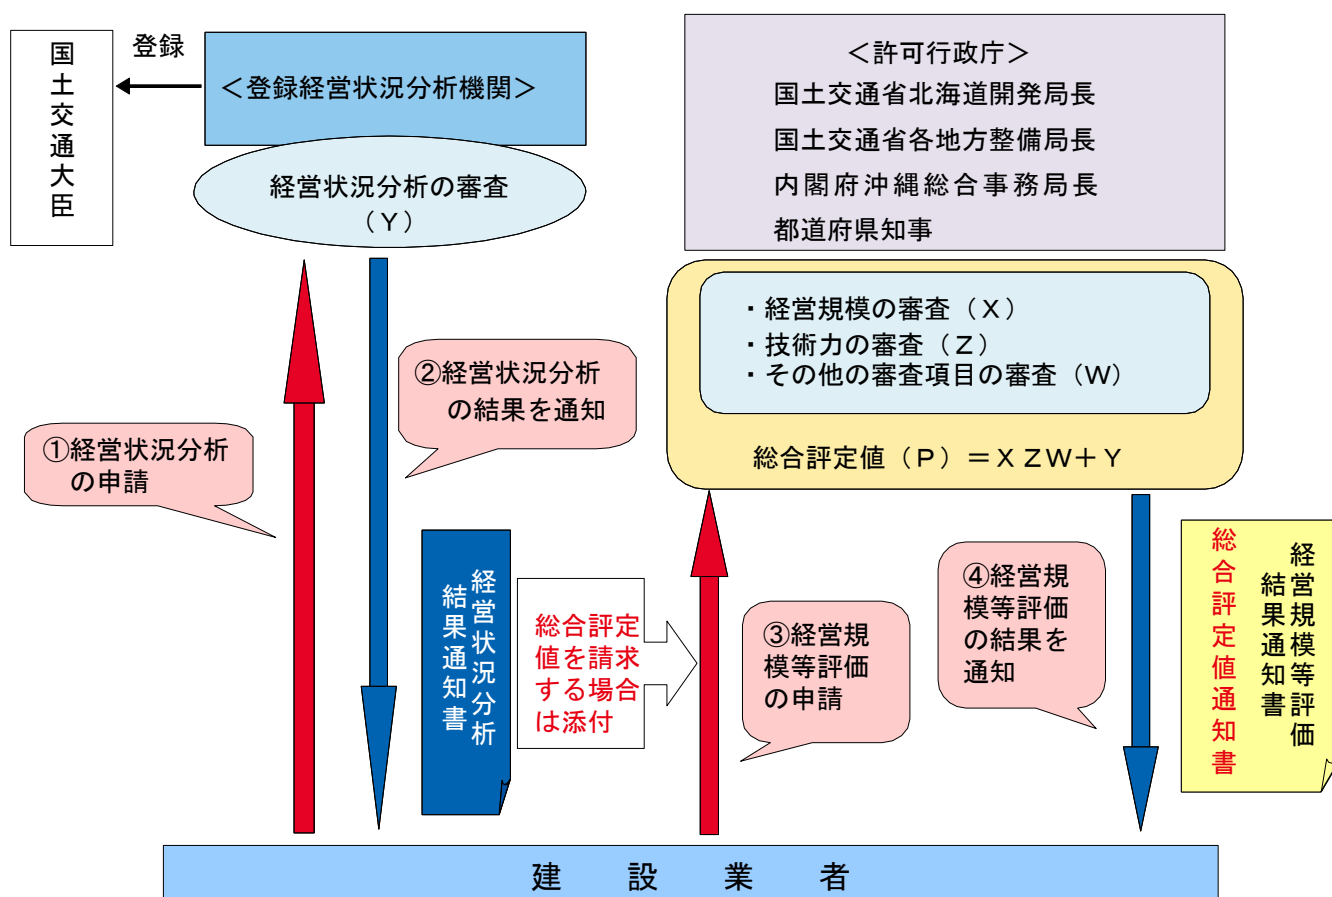 国土交通大臣
登録
＜登録経営状況分析機関＞
経営状況分析の審査
（Ｙ）
＜許可行政庁＞
国土交通省北海道開発局長
国土交通省各地方整備局長
内閣府沖縄総合事務局長
都道府県知事
・経営規模の審査（Ｘ）
・技術力の審査（Ｚ）
・その他の審査項目の審査（Ｗ）
総合評定値（Ｐ）＝ＸＺＷ＋Ｙ
①経営状況分析
の申請
②経営状況分析
の結果を通知
経営状況分析
結果通知書
総合評定
値を請求
する場合
は添付
③経営規
模等評価
の申請
④経営規
模等評価
の結果を
通知
経営規模等評価
結果通知書
総合評定値通知書
建設業者